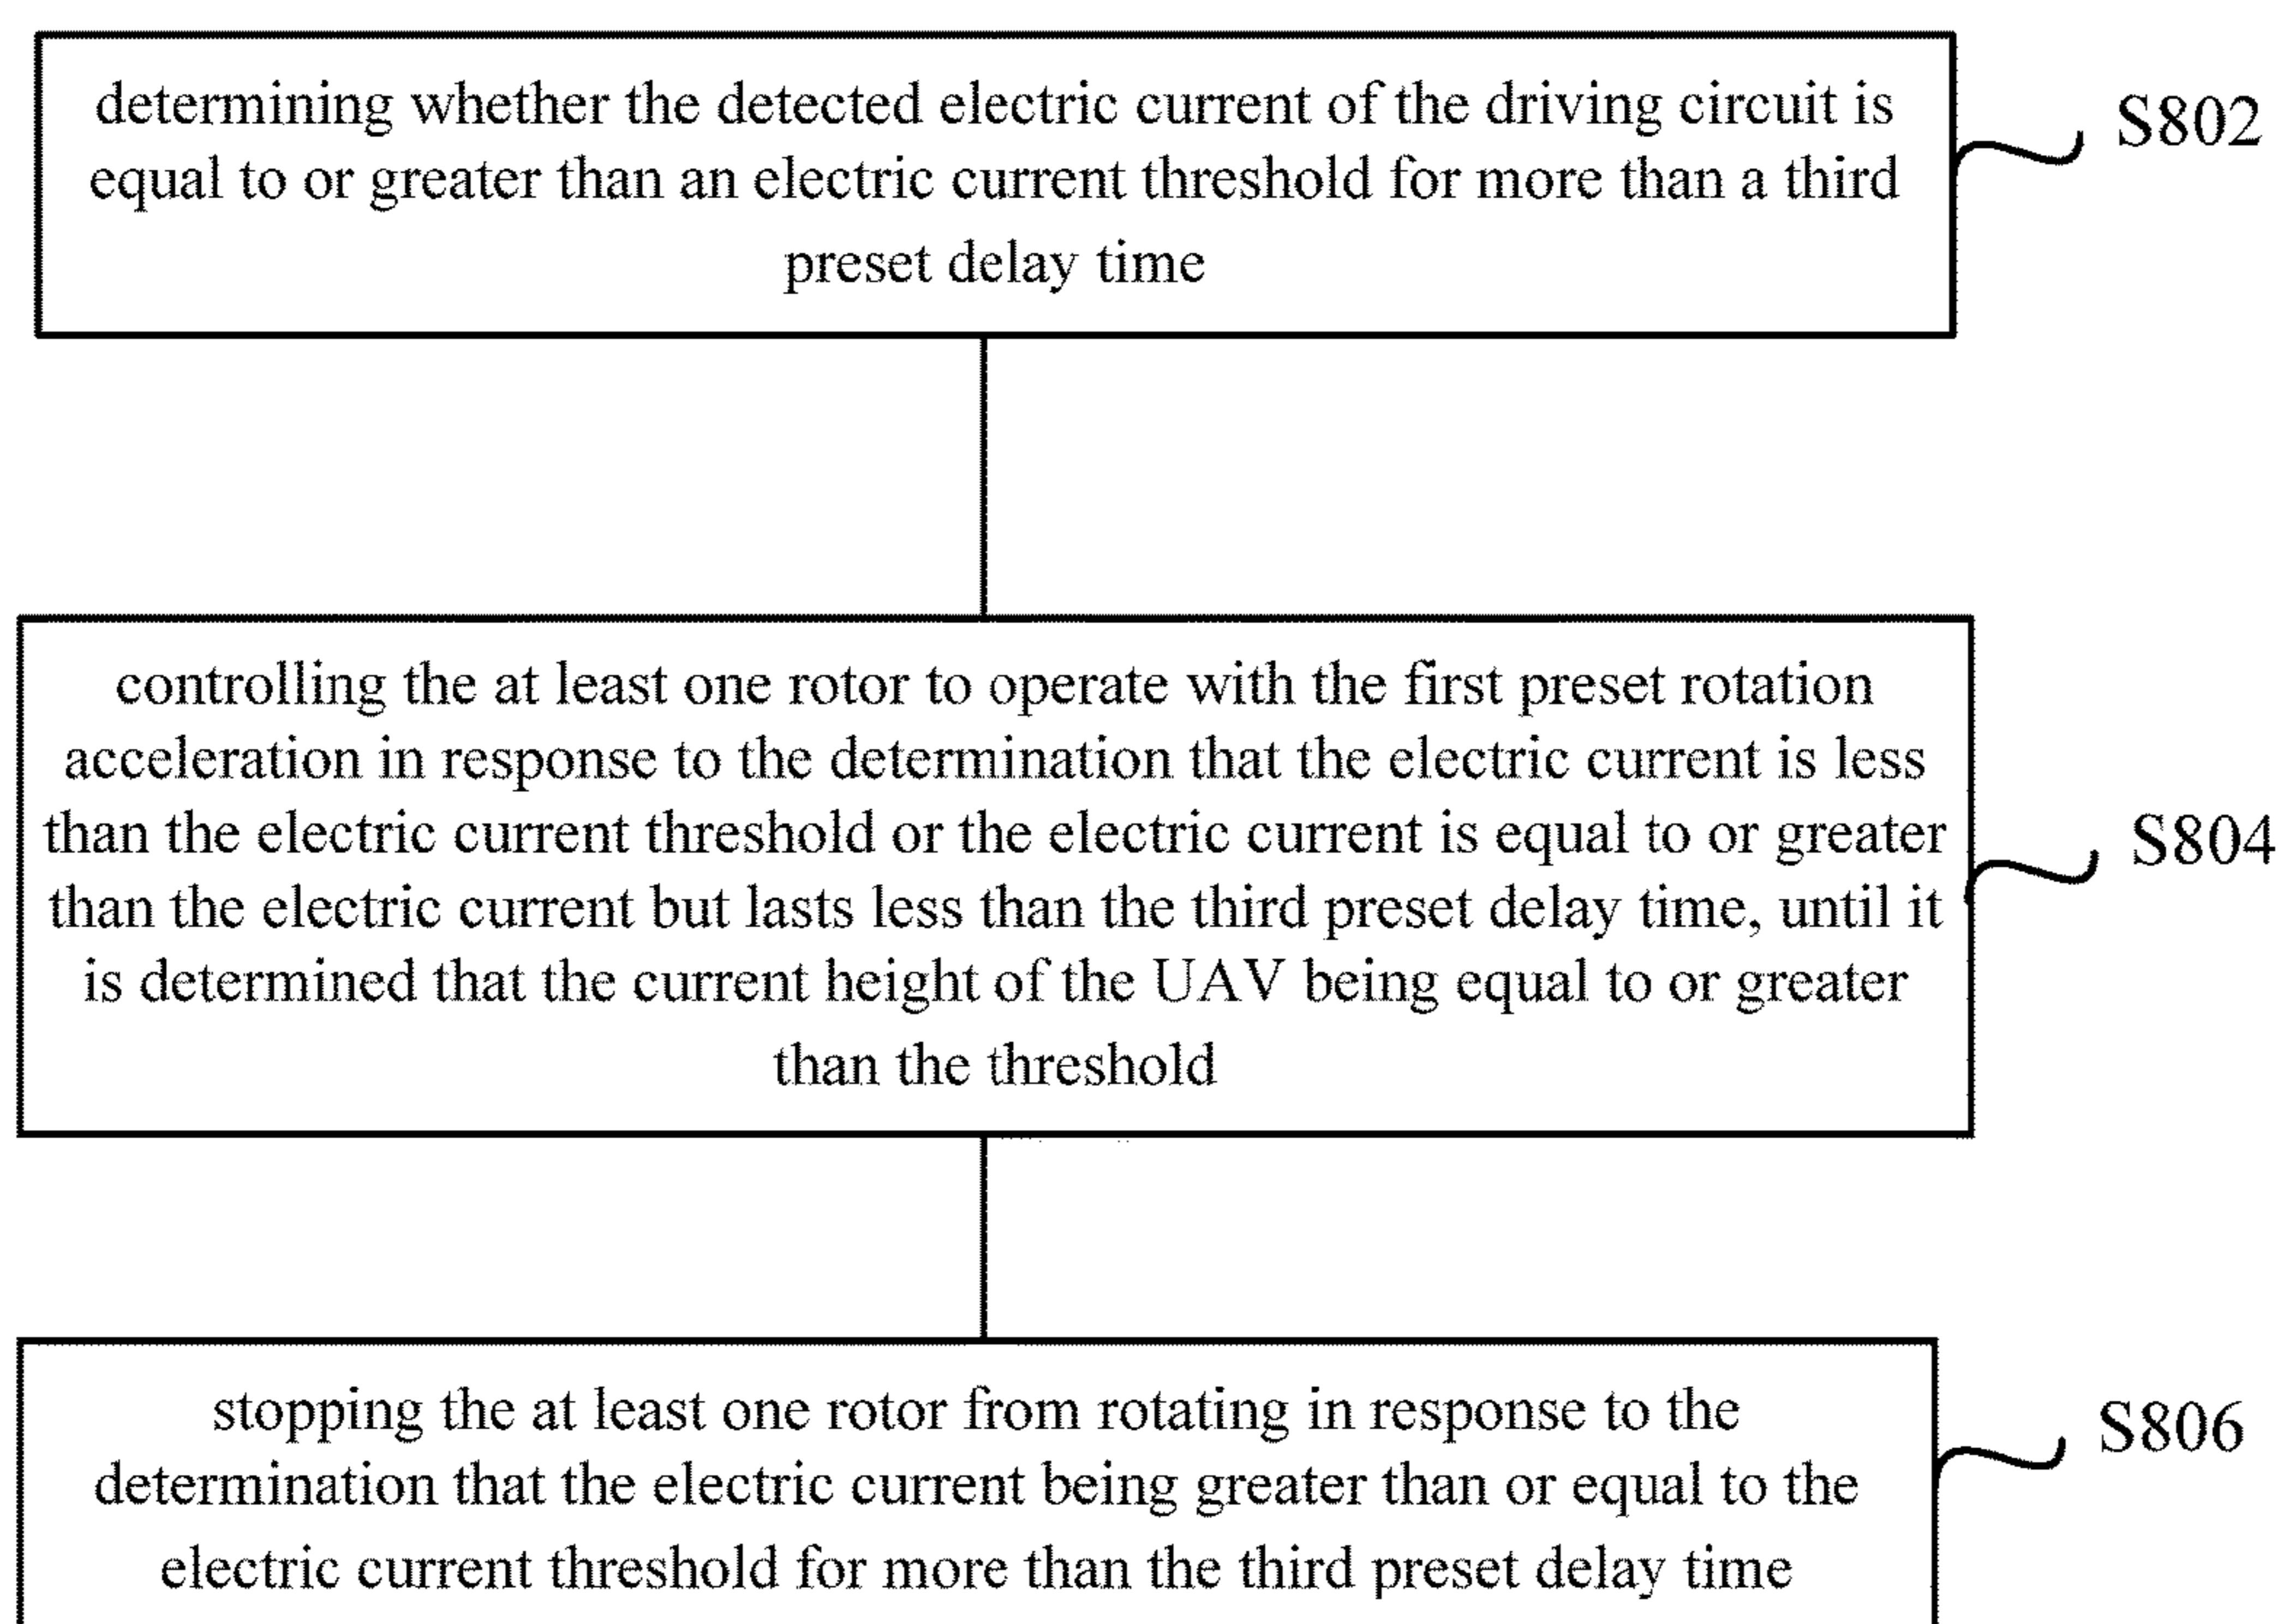 determining whether the detected electric current of the driving circuit is
equal to or greater than an electric current threshold for more than a third
preset delay time
S802
controlling the at least one rotor to operate with the first preset rotation
acceleration in response to the determination that the electric current is less
than the electric current threshold or the electric current is equal to or greater
than the electric current but lasts less than the third preset delay time, until it
is determined that the current height of the UAV being equal to or greater
than the threshold
S804
stopping the at least one rotor from rotating in response to the
determination that the electric current being greater than or equal to the
electric current threshold for more than the third preset delay time
S806